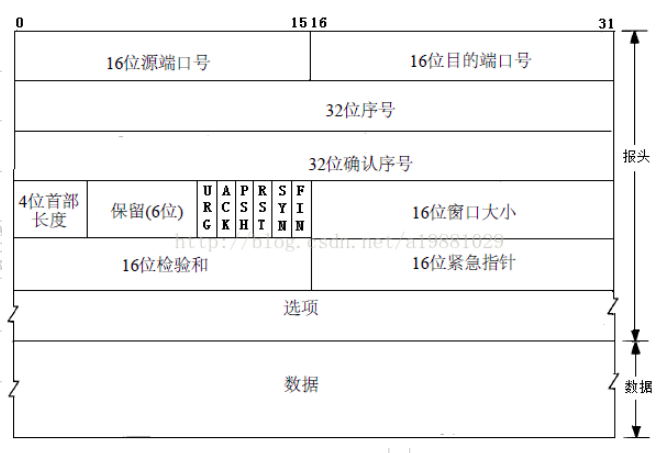 0 15 16 31
16位源端口号 16位目的端口号
32位序号
32位确认序号
报头
4位首部
长度
保留(6位)
URG
ACK
PSH
RST
SYN
FIN
16位窗口大小
http://blog.csdn.net/a19881029
16位检验和 16位紧急指针
选项
数据
数据